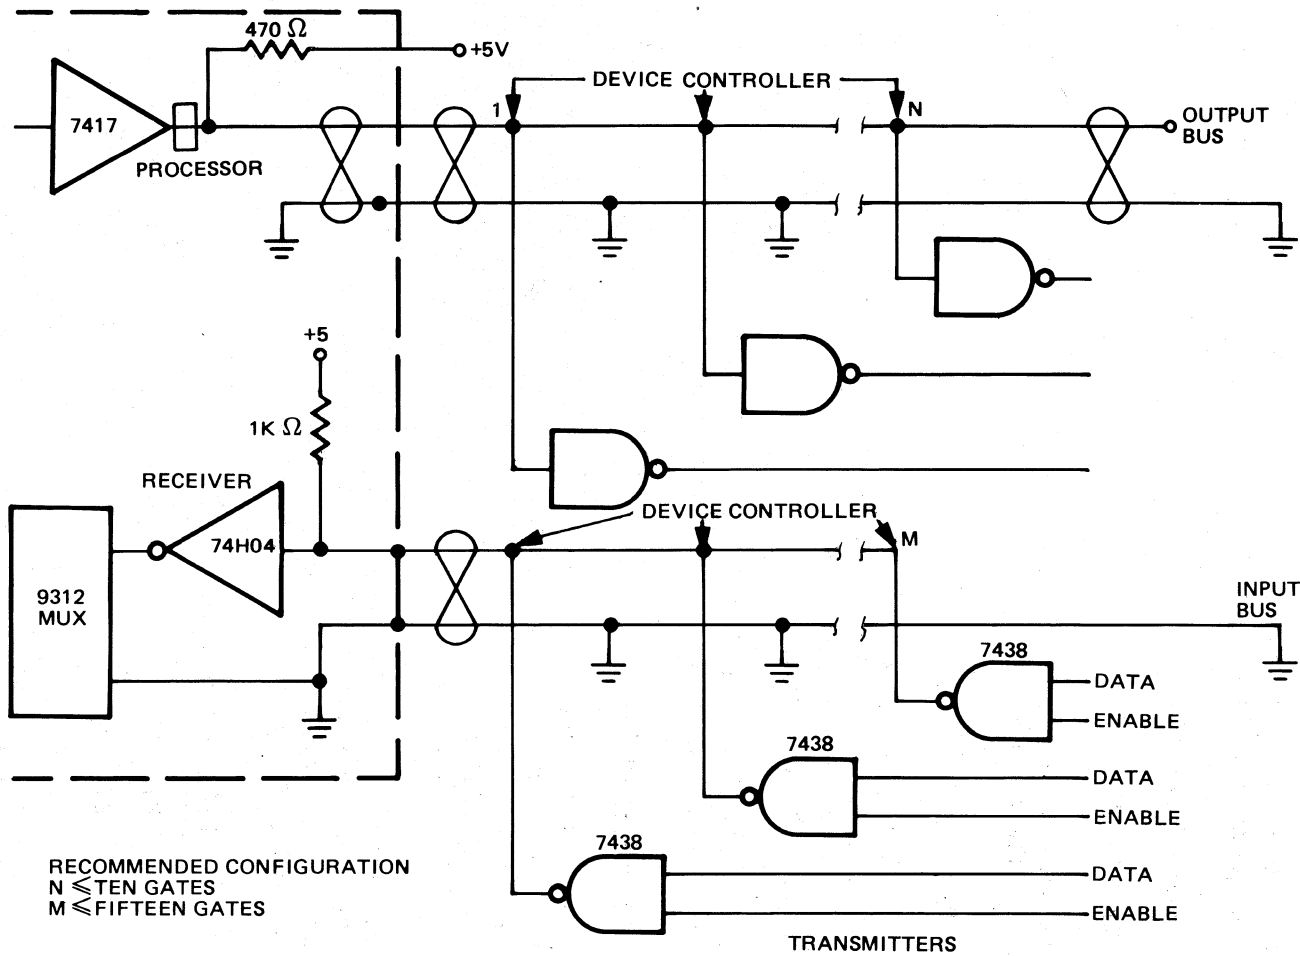 470 Ω
+5V
7417
PROCESSOR
DEVICE CONTROLLER
1
N
OUTPUT
BUS
+5
1K Ω
RECEIVER
74H04
9312
MUX
DEVICE CONTROLLER
M
INPUT
BUS
7438
DATA
ENABLE
7438
DATA
ENABLE
7438
DATA
ENABLE
RECOMMENDED CONFIGURATION
N ⩽ TEN GATES
M ⩽ FIFTEEN GATES
TRANSMITTERS